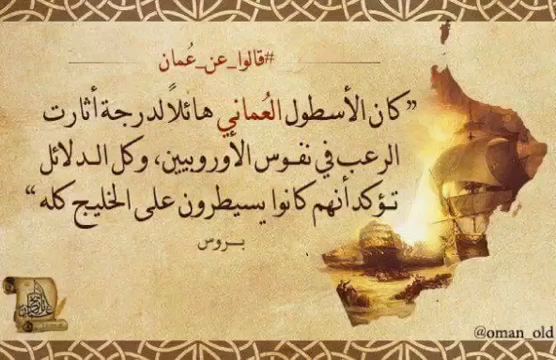 #قالوا_عن_عُمان
”كان الأسطول العُماني هائلاً لدرجة أثارت
الرعب في نفوس الأوروبيين، وكل الدلائل
تؤكد أنهم كانوا يسيطرون على الخليج كله“
بروس
@oman_old